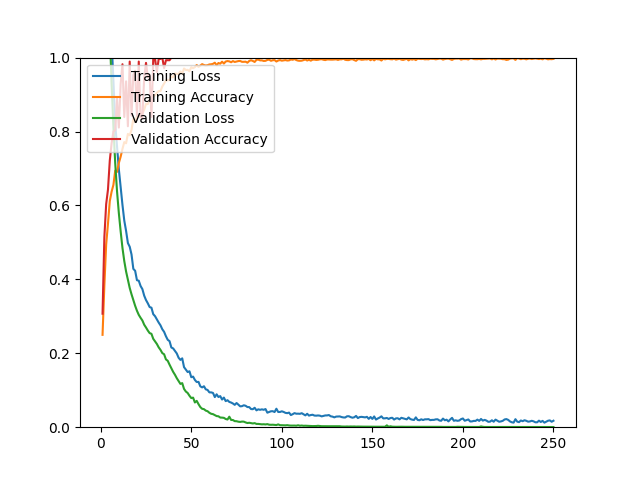 1.0
Training Loss
Training Accuracy
Validation Loss
Validation Accuracy
0.8
0.6
0.4
0.2
0.0
0 50 100 150 200 250